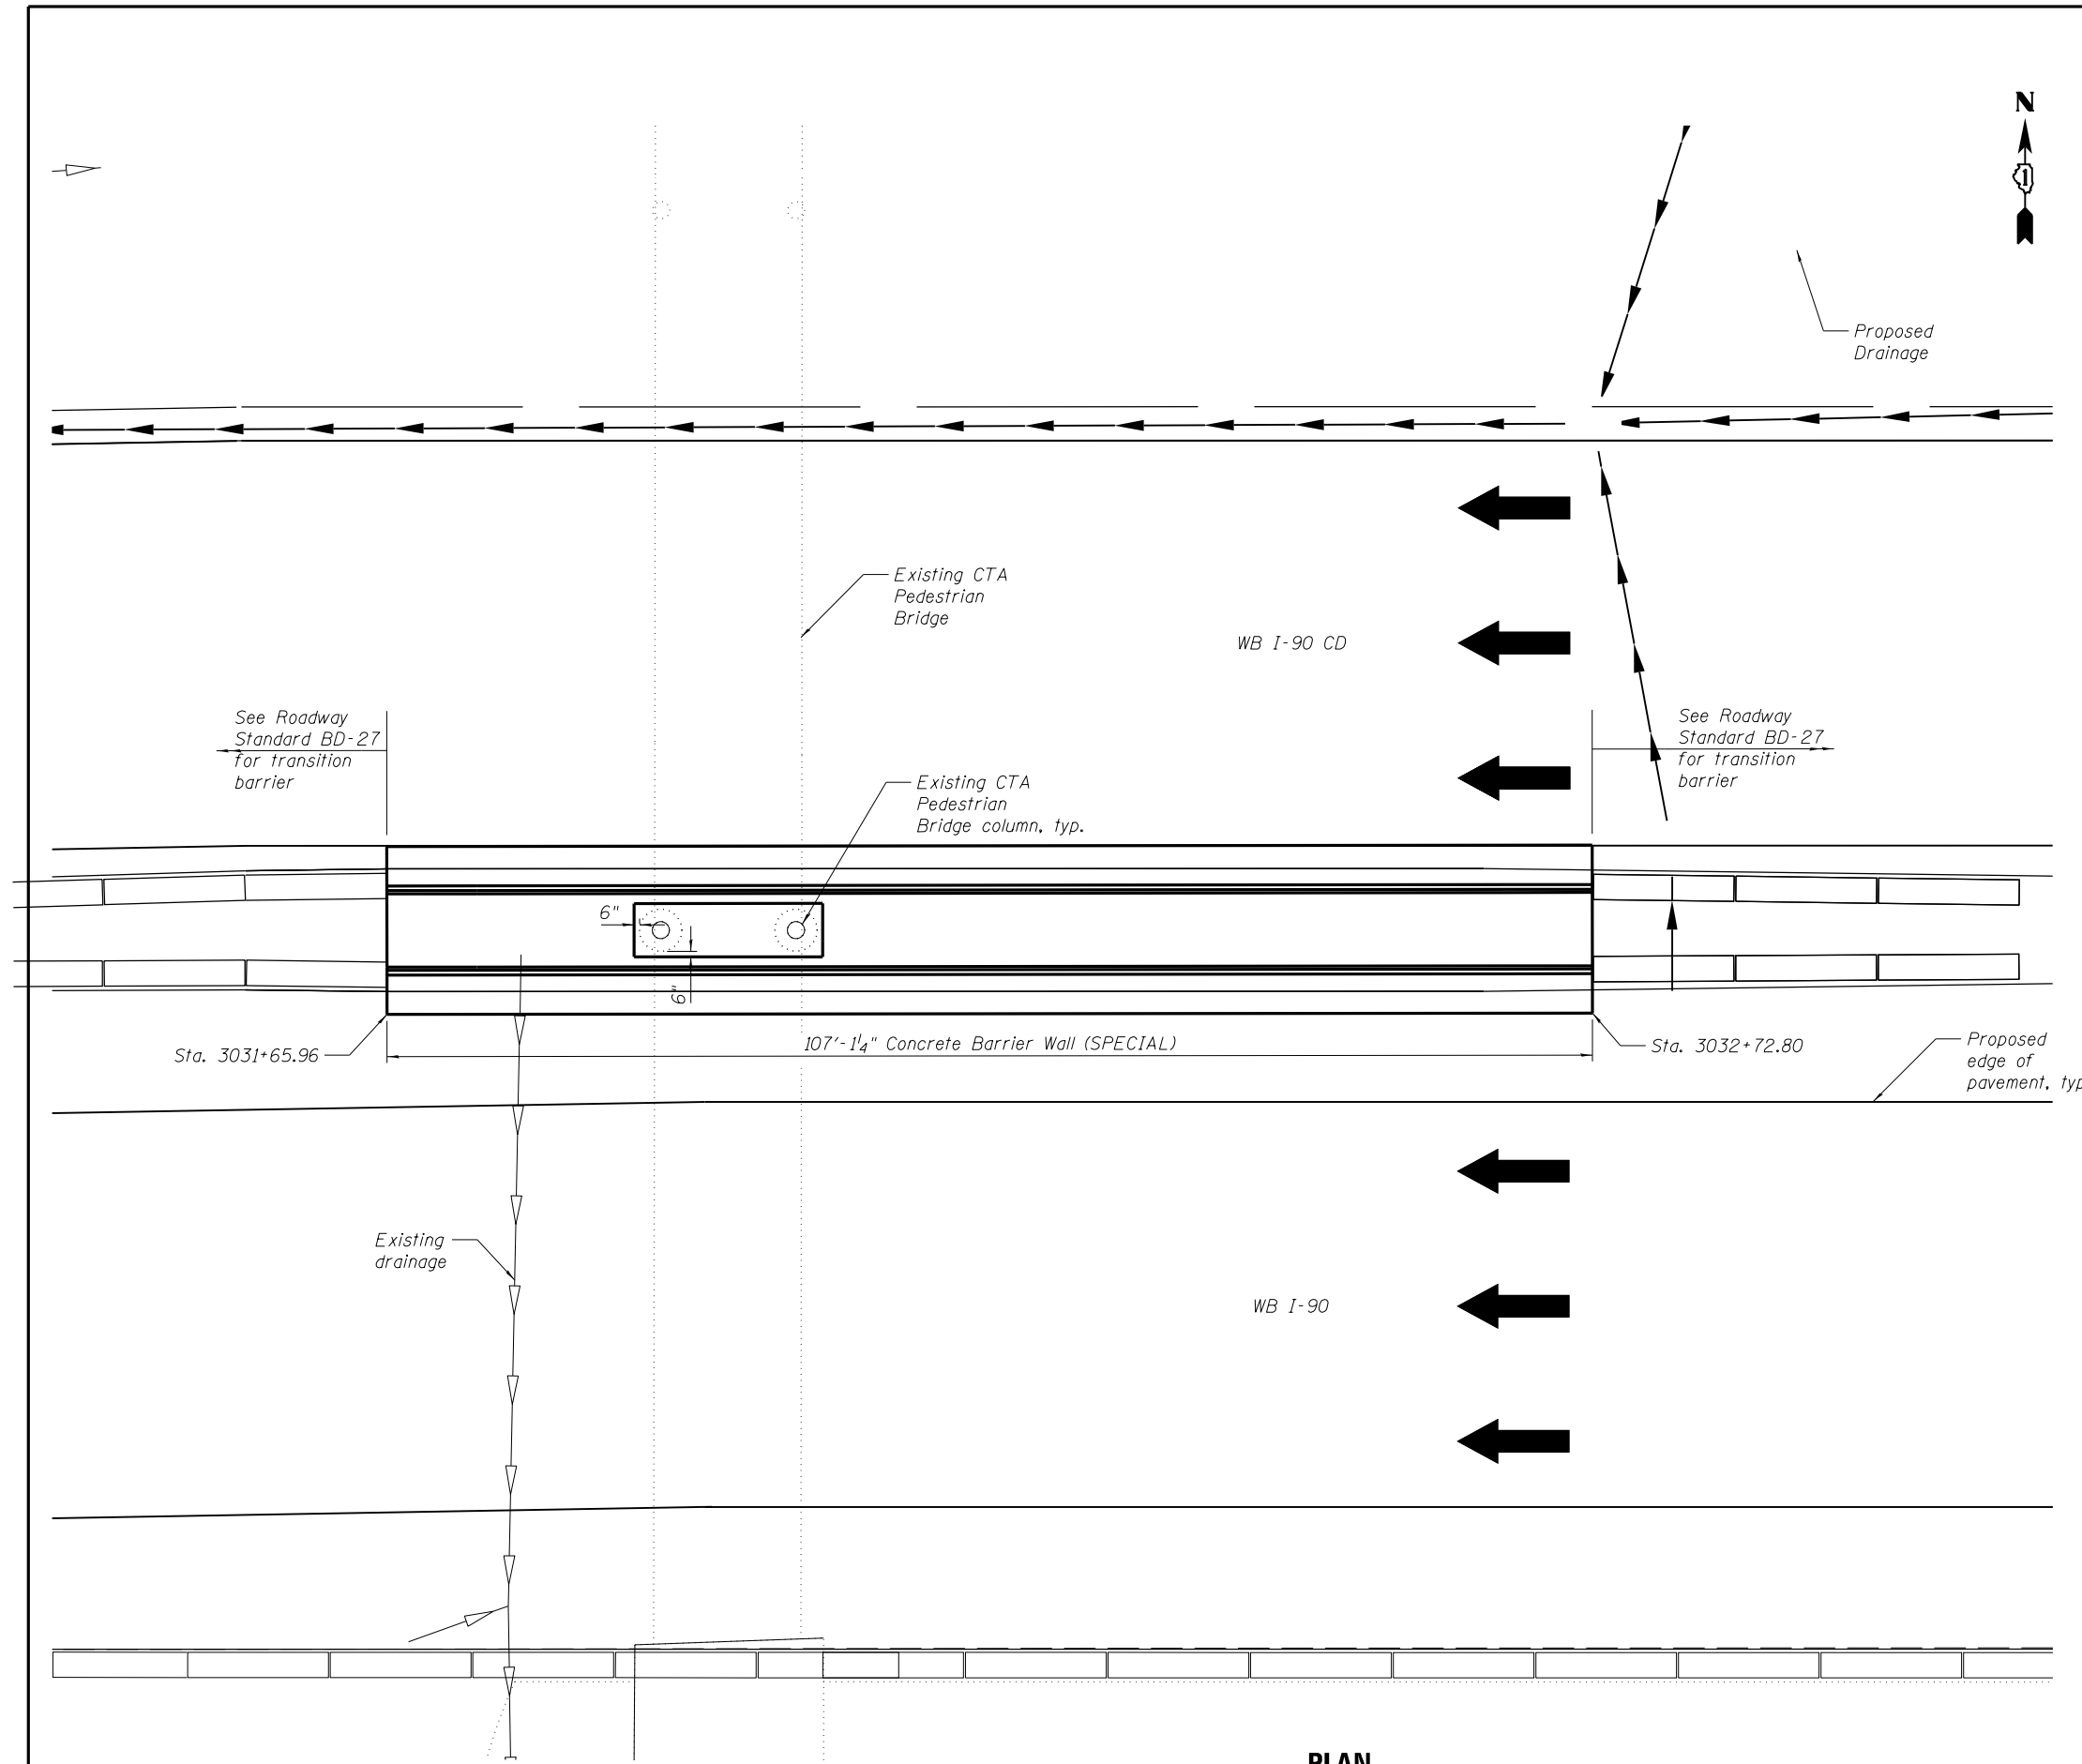 N
1
Proposed
Drainage
Existing CTA
Pedestrian
Bridge
WB I-90 CD
See Roadway
Standard BD-27
for transition
barrier
See Roadway
Standard BD-27
for transition
barrier
Existing CTA
Pedestrian
Bridge column, typ.
6"
6"
Sta. 3031+65.96
107'-1¼" Concrete Barrier Wall (SPECIAL)
Sta. 3032+72.80
Proposed
edge of
pavement, typ
Existing
drainage
WB I-90
PLAN